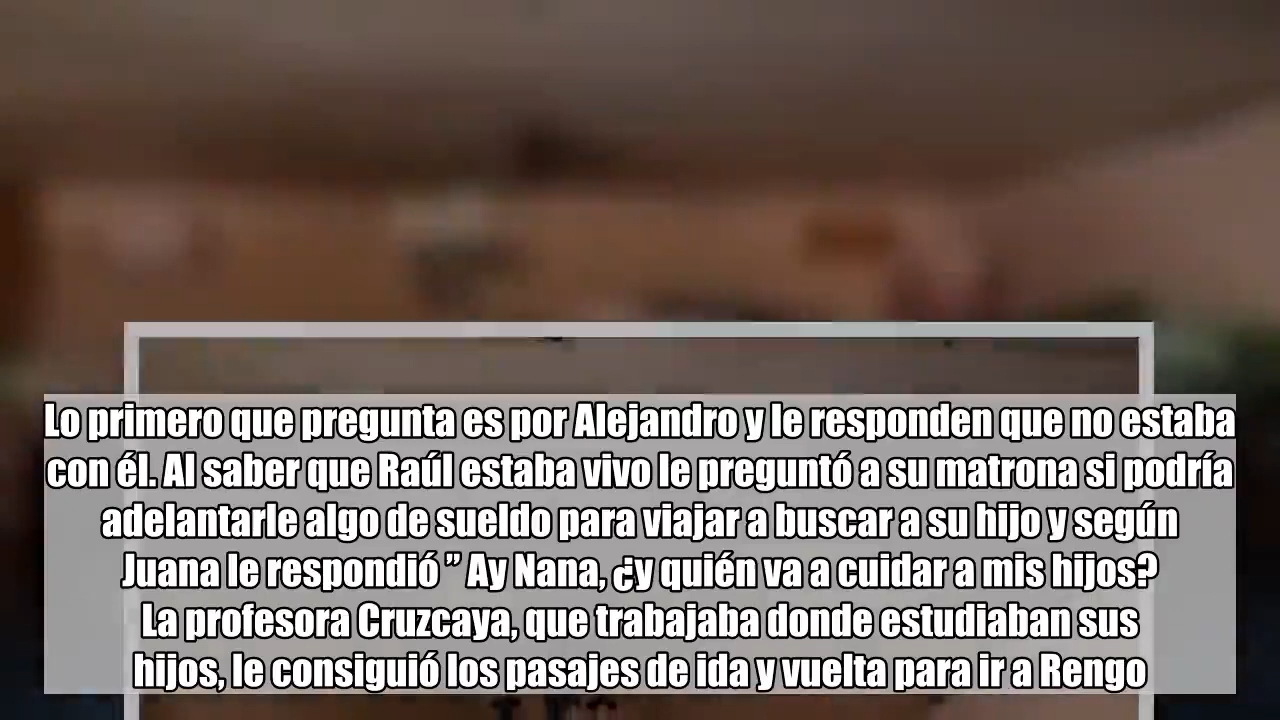 Lo primero que pregunta es por Alejandro y le responden que no estaba
con él. Al saber que Raúl estaba vivo le preguntó a su matrona si podría
adelantarle algo de sueldo para viajar a buscar a su hijo y según
Juana le respondió ” Ay Nana, ¿y quién va a cuidar a mis hijos?
La profesora Cruzcaya, que trabajaba donde estudiaban sus
hijos, le consiguió los pasajes de ida y vuelta para ir a Rengo